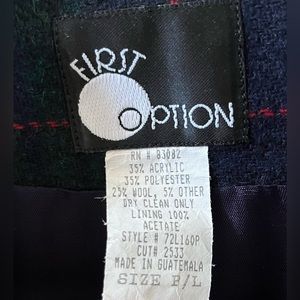 FIRST
OPTION
RN # 83082
35% ACRYLIC
35% POLYESTER
25% WOOL, 5% OTHER
DRY CLEAN ONLY
LINING 100%
ACETATE
STYLE # 72L160P
CUT# 2533
MADE IN GUATEMALA
SIZE P/L